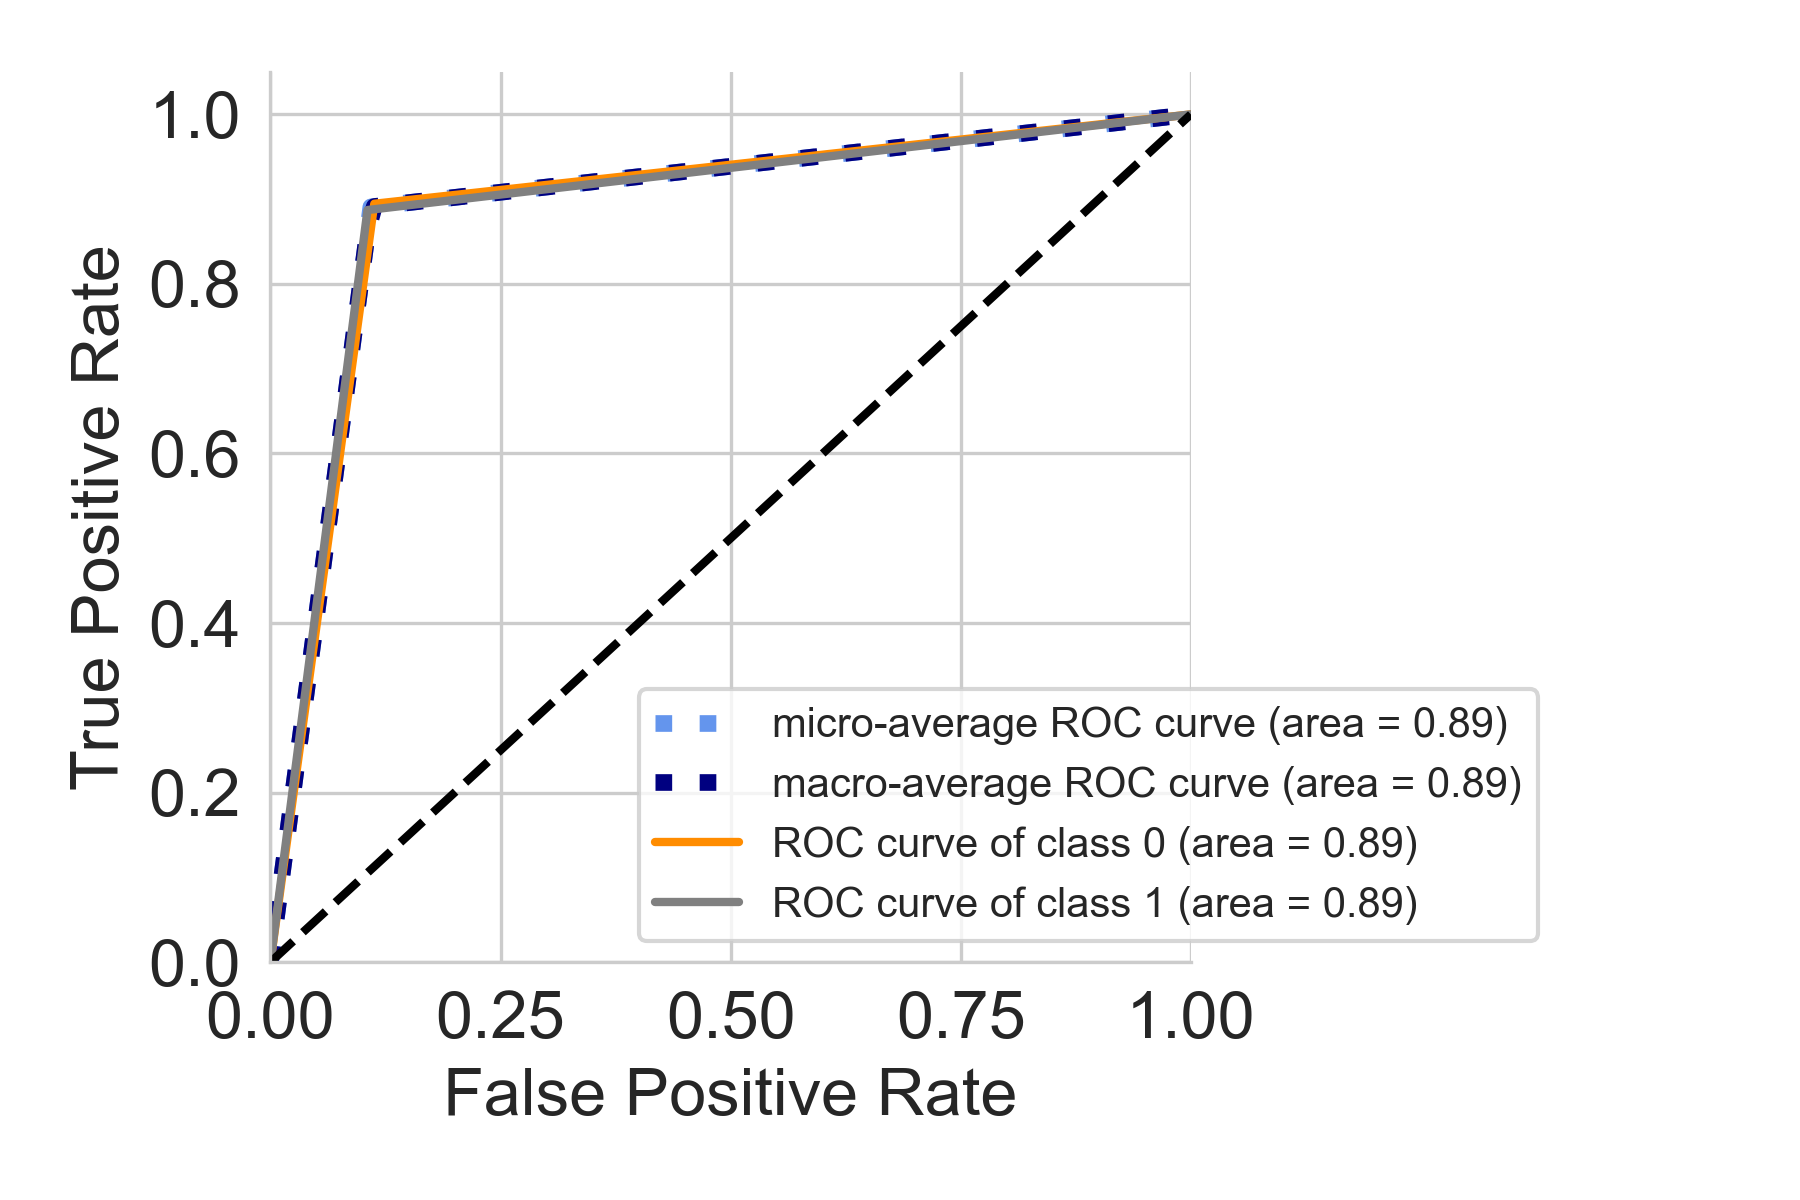 True Positive Rate
1.0
0.8
0.6
0.4
0.2
0.0
0.00 0.25 0.50 0.75 1.00
False Positive Rate
micro-average ROC curve (area = 0.89)
macro-average ROC curve (area = 0.89)
ROC curve of class 0 (area = 0.89)
ROC curve of class 1 (area = 0.89)